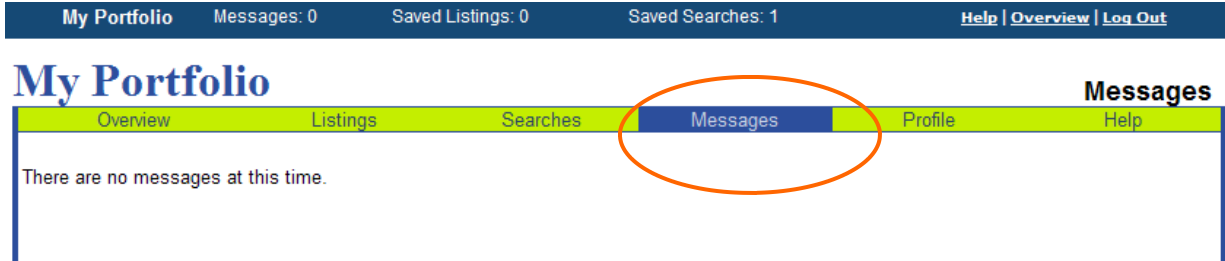 My Portfolio Messages: 0 Saved Listings: 0 Saved Searches: 1 Help | Overview | Log Out
My Portfolio
Messages
Overview Listings Searches Messages Profile Help
There are no messages at this time.